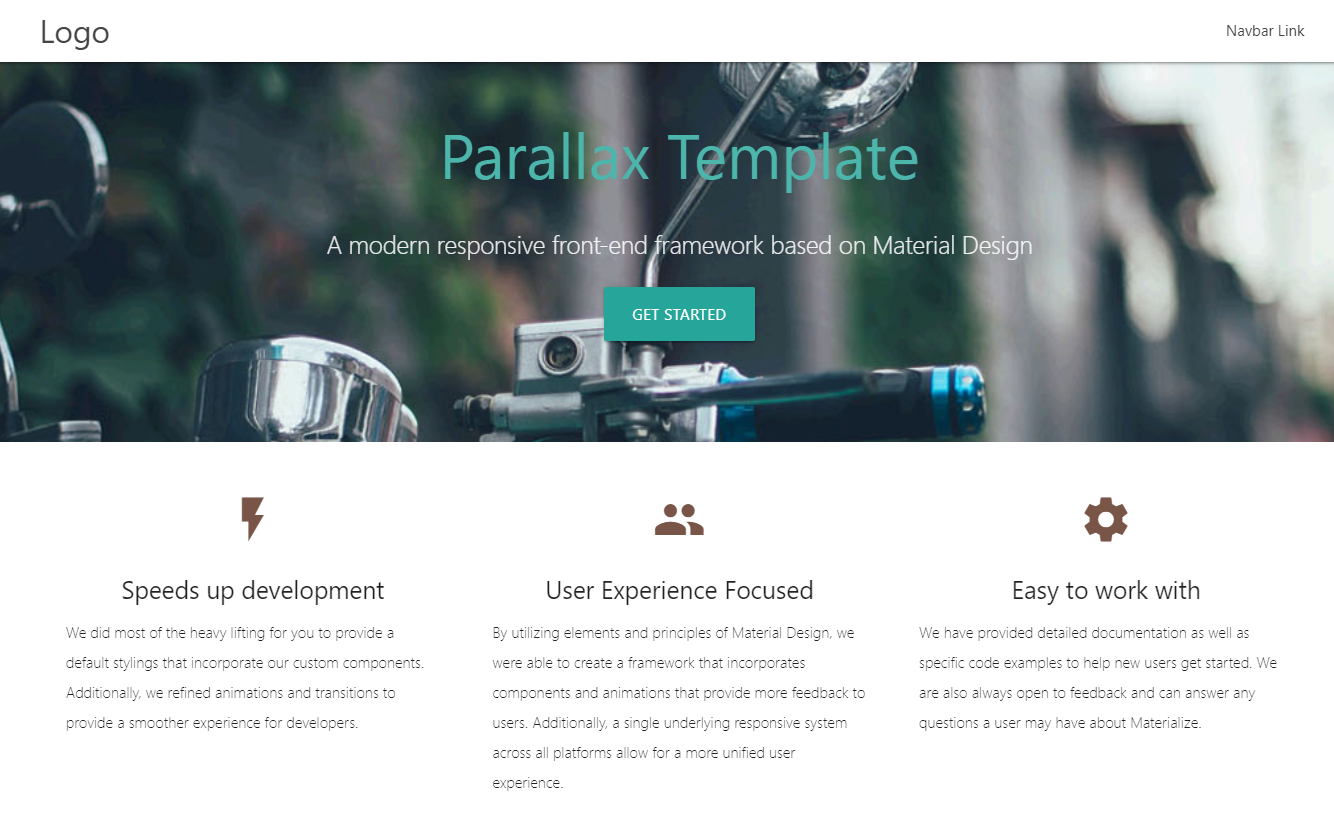 Logo
Navbar Link
Parallax Template
A modern responsive front-end framework based on Material Design
GET STARTED
Speeds up development
We did most of the heavy lifting for you to provide a
default stylings that incorporate our custom components.
Additionally, we refined animations and transitions to
provide a smoother experience for developers.
User Experience Focused
By utilizing elements and principles of Material Design, we
were able to create a framework that incorporates
components and animations that provide more feedback to
users. Additionally, a single underlying responsive system
across all platforms allow for a more unified user
experience.
Easy to work with
We have provided detailed documentation as well as
specific code examples to help new users get started. We
are also always open to feedback and can answer any
questions a user may have about Materialize.